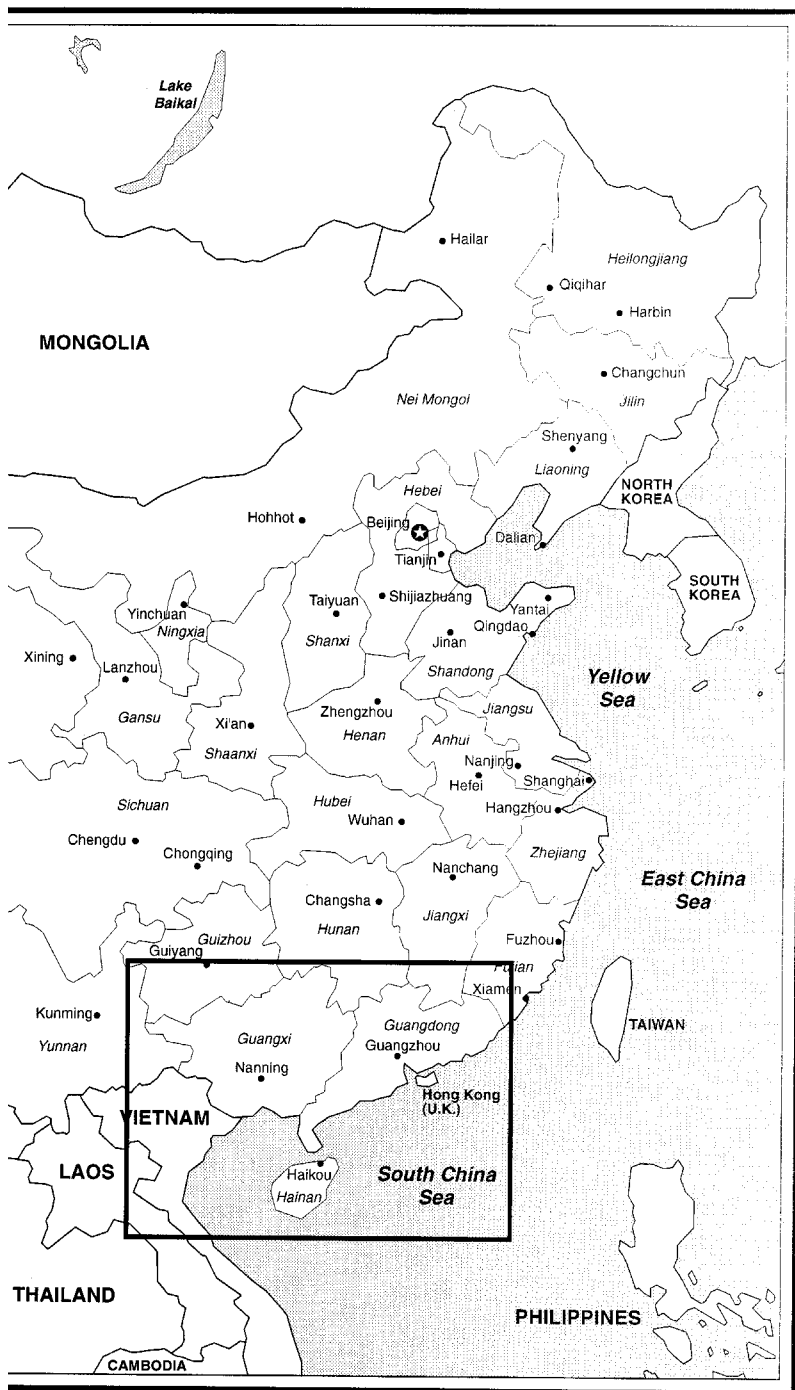 Lake
Baikal
Hailar
Heilongjiang
Qiqihar
Harbin
MONGOLIA
Changchun
Nei Mongol
Jilin
Shenyang
Liaoning
Hebei
NORTH
KOREA
Hohhot
Beijing
Dalian
Tianjin
SOUTH
KOREA
Yinchuan
Ningxia
Taiyuan
Shijiazhuang
Yantai
Qingdao
Shanxi
Jinan
Xining
Lanzhou
Shandong
Yellow
Sea
Gansu
Xi'an
Shaanxi
Zhengzhou
Henan
Jiangsu
Anhui
Nanjing
Hefei
Shanghai
Sichuan
Hubei
Wuhan
Hangzhou
Chengdu
Chongqing
Zhejiang
Nanchang
East China
Sea
Changsha
Hunan
Jiangxi
Guizhou
Guiyang
Fuzhou
Fujian
Xiamen
Kunming
Yunnan
Guangxi
Guangdong
Guangzhou
TAIWAN
Nanning
Hong Kong
(U.K.)
VIETNAM
LAOS
Haikou
Hainan
South China
Sea
THAILAND
PHILIPPINES
CAMBODIA